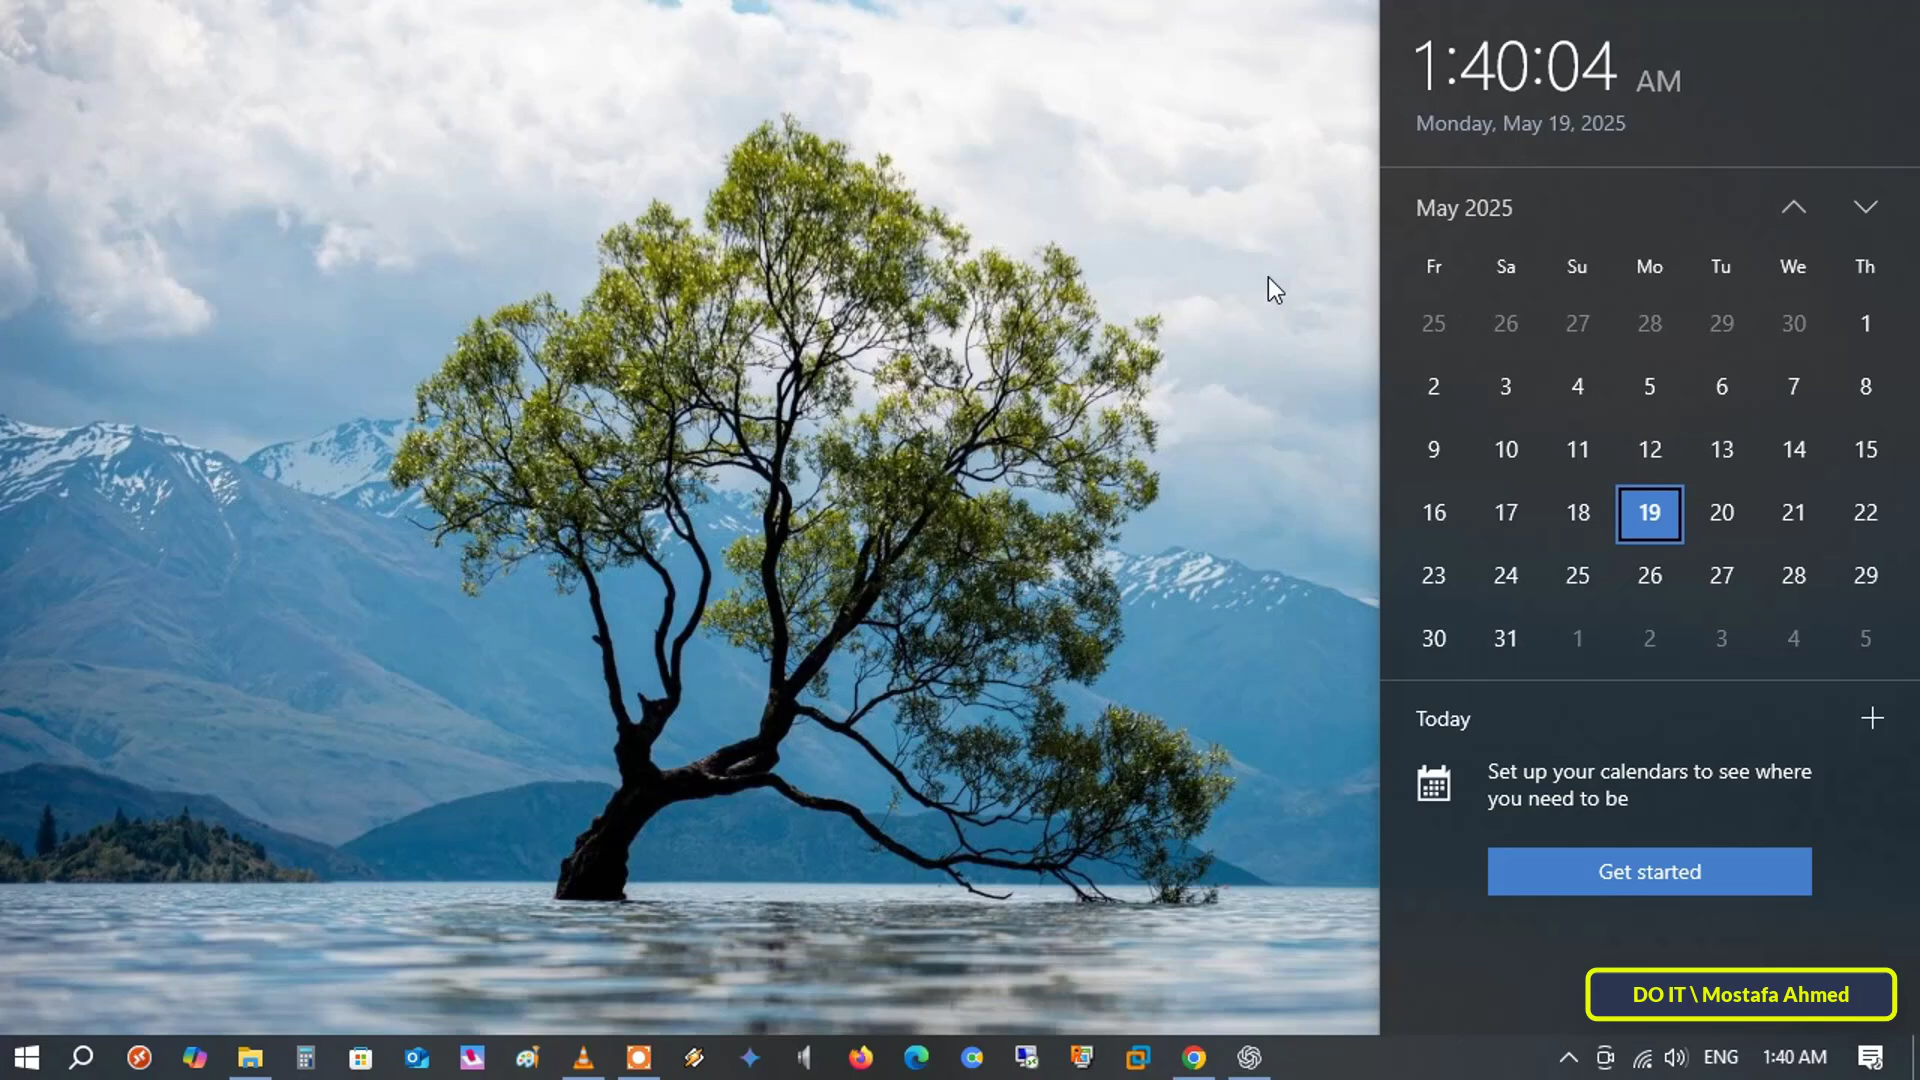 1:40:04 AM
Monday, May 19, 2025
May 2025
Fr Sa Su Mo Tu We Th
25 26 27 28 29 30 1
2 3 4 5 6 7 8
9 10 11 12 13 14 15
16 17 18 19 20 21 22
23 24 25 26 27 28 29
30 31 1 2 3 4 5
Today
Set up your calendars to see where
you need to be
Get started
DO IT \ Mostafa Ahmed
ENG 1:40 AM